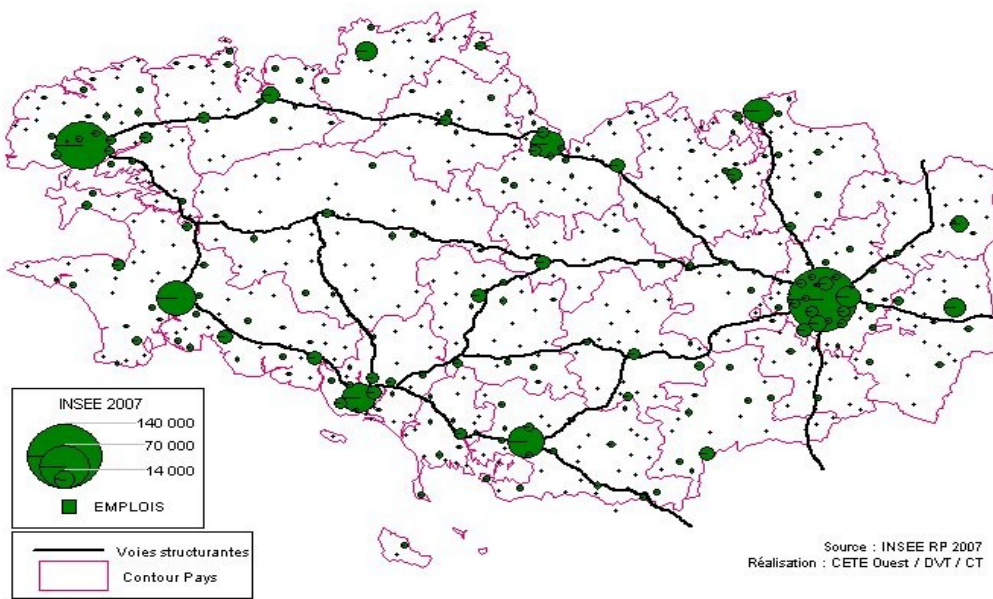 INSEE 2007
140 000
70 000
14 000
EMPLOIS
Voies structurantes
Contour Pays
Source : INSEE RP 2007
Réalisation : CETE Ouest / DVT / CT